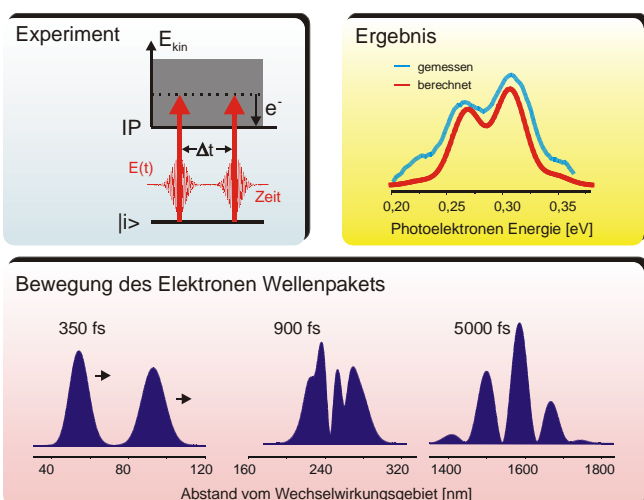 Experiment
E_kin
IP
e-
Δt
E(t)
Zeit
|i>
Ergebnis
gemessen
berechnet
0,20 0,25 0,30 0,35
Photoelektronen Energie [eV]
Bewegung des Elektronen Wellenpakets
350 fs 900 fs 5000 fs
40 80 120 160 240 320 1400 1600 1800
Abstand vom Wechselwirkungsgebiet [nm]